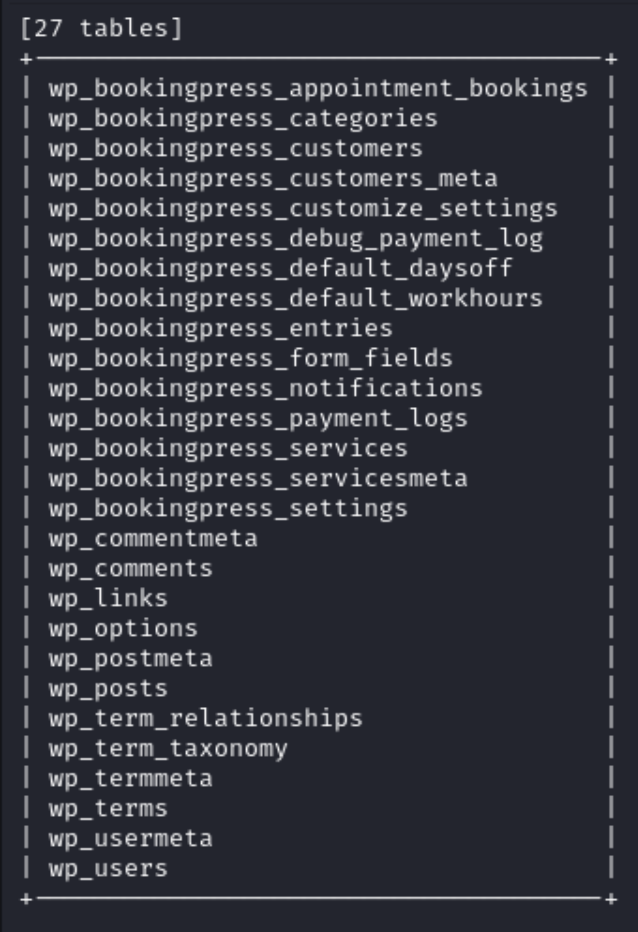 [27 tables]
+---------------------------------------+
| wp_bookingpress_appointment_bookings |
| wp_bookingpress_categories |
| wp_bookingpress_customers |
| wp_bookingpress_customers_meta |
| wp_bookingpress_customize_settings |
| wp_bookingpress_debug_payment_log |
| wp_bookingpress_default_daysoff |
| wp_bookingpress_default_workhours |
| wp_bookingpress_entries |
| wp_bookingpress_form_fields |
| wp_bookingpress_notifications |
| wp_bookingpress_payment_logs |
| wp_bookingpress_services |
| wp_bookingpress_servicesmeta |
| wp_bookingpress_settings |
| wp_commentmeta |
| wp_comments |
| wp_links |
| wp_options |
| wp_postmeta |
| wp_posts |
| wp_term_relationships |
| wp_term_taxonomy |
| wp_termmeta |
| wp_terms |
| wp_usermeta |
| wp_users |
+---------------------------------------+